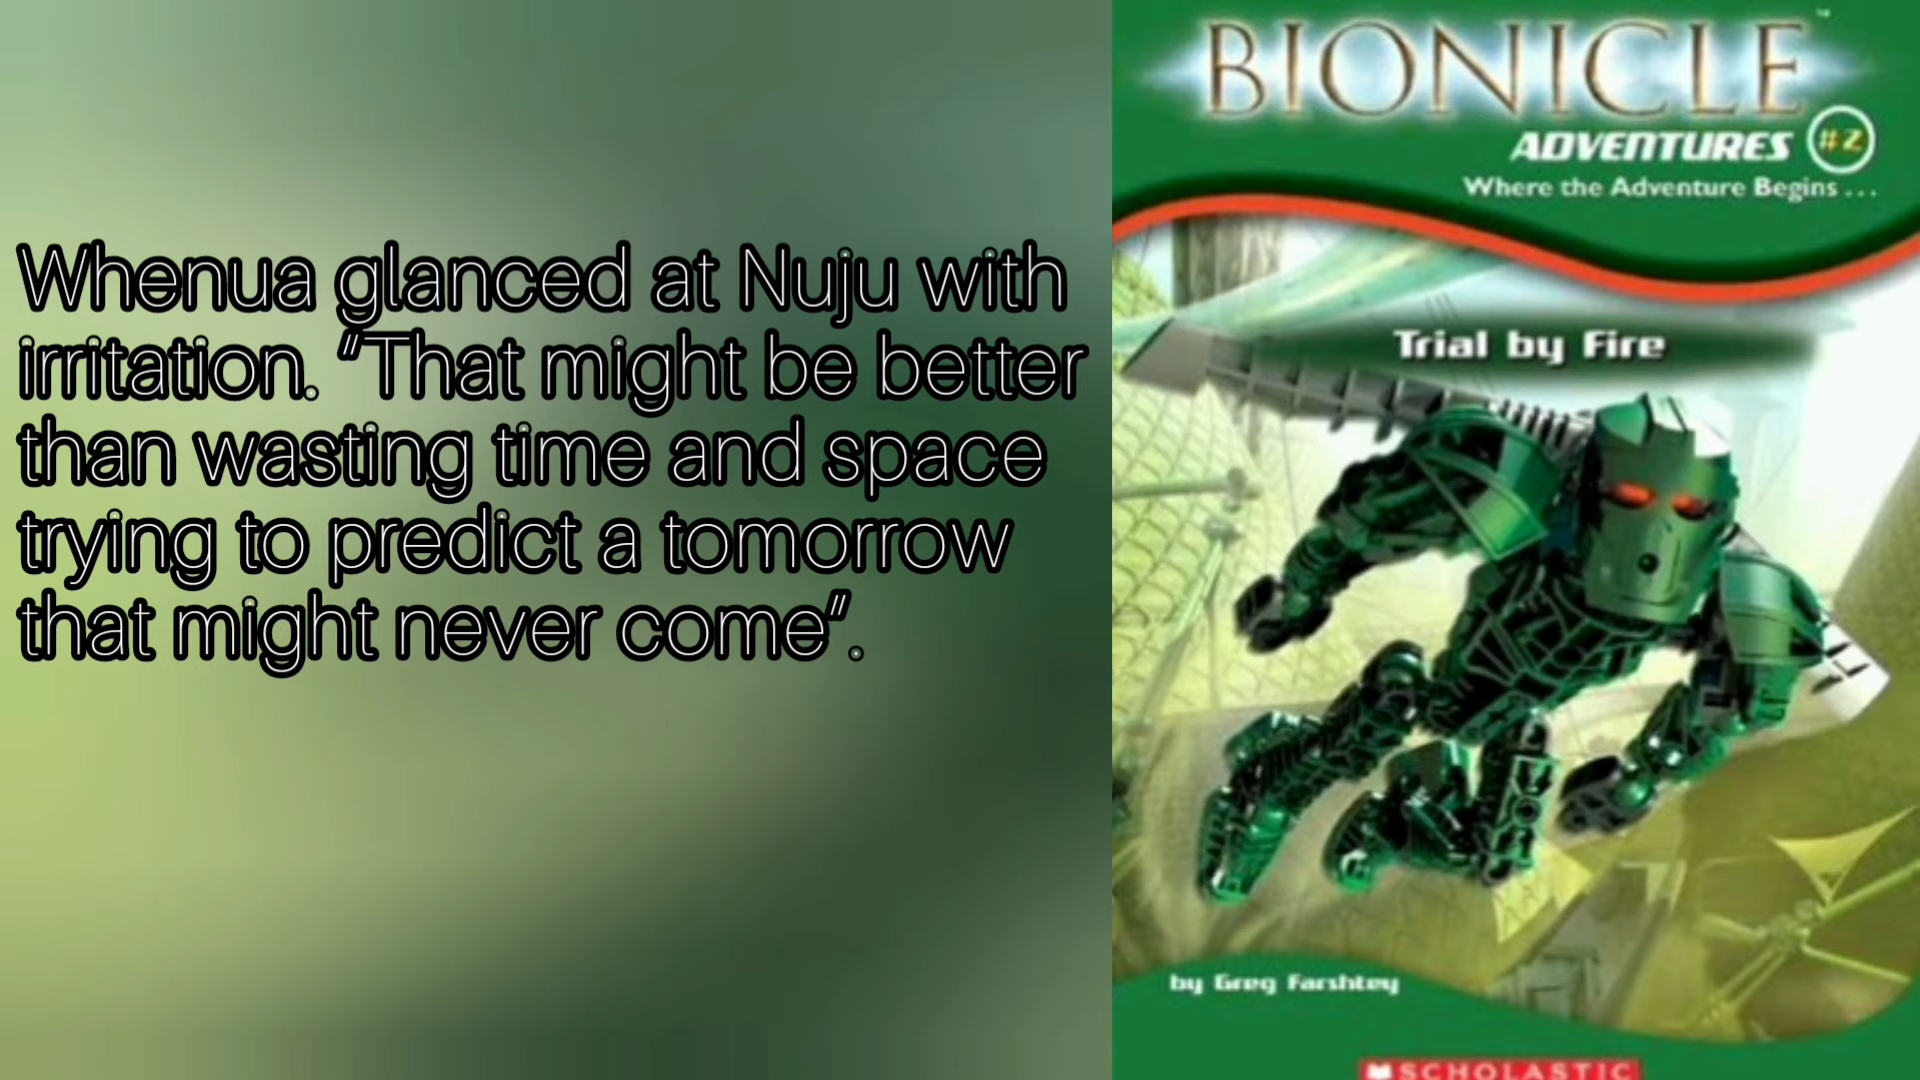 Whenua glanced at Nuju with
irritation. "That might be better
than wasting time and space
trying to predict a tomorrow
that might never come".
BIONICLE™
ADVENTURES #2
Where the Adventure Begins...
Trial by Fire
by Greg Farshtey
SCHOLASTIC